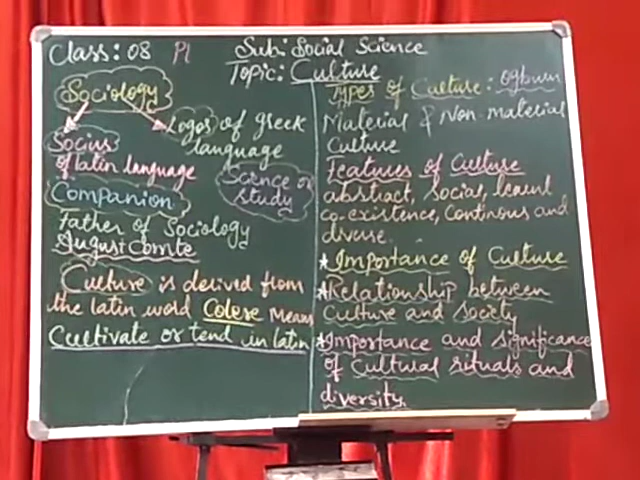 Class: 08 P1 Sub: Social Science
Topic: Culture
Sociology
Socius
of latin language
Logos of greek
language
Companion
Science or
study
Father of Sociology
August Comte
Culture is derived from
the latin word Colere Means
Cultivate or tend in latin
Types of Culture: Ogburn
Material & Non-material
Culture
Features of Culture
abstract, Social, learnt
co-existence, Continous and
diverse.
*Importance of Culture
*Relationship between
Culture and Society
*Importance and significance
of Cultural rituals and
diversity.